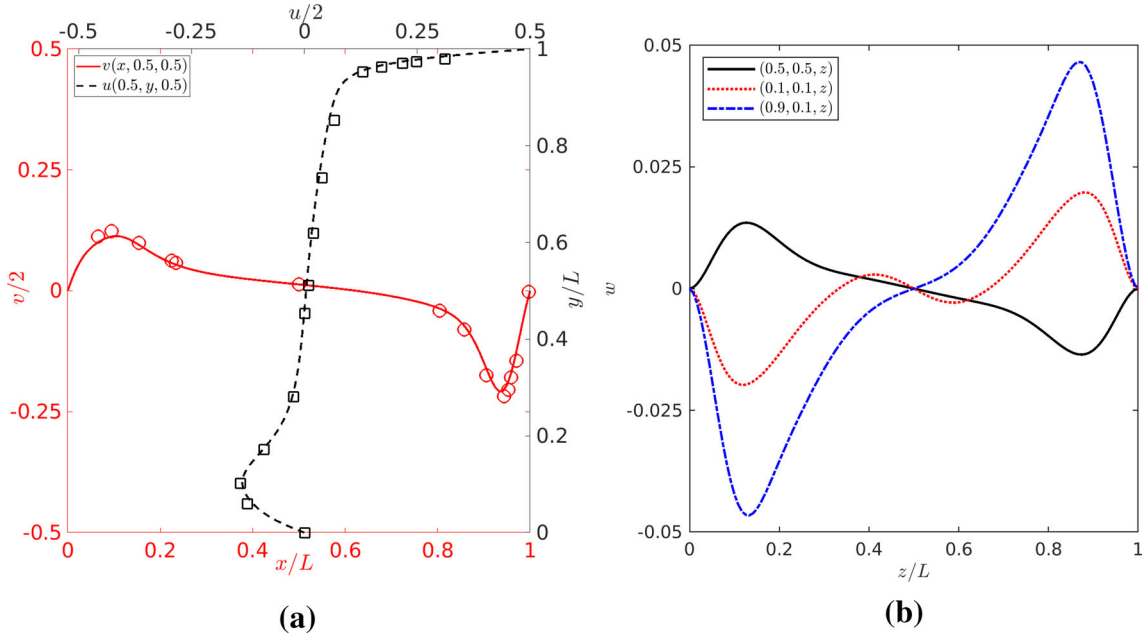 u/2
-0.5 -0.25 0 0.25 0.5
v(x, 0.5, 0.5)
u(0.5, y, 0.5)
0.5
0.25
0
-0.25
-0.5
v/2
1
0.8
0.6
0.4
0.2
0
y/L
0 0.2 0.4 0.6 0.8 1
x/L
(a)
0.05
0.025
0
-0.025
-0.05
w
(0.5, 0.5, z)
(0.1, 0.1, z)
(0.9, 0.1, z)
0 0.2 0.4 0.6 0.8 1
z/L
(b)